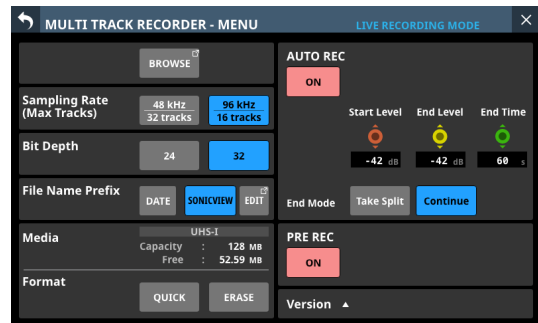 MULTI TRACK RECORDER - MENU
LIVE RECORDING MODE
BROWSE
Sampling Rate
(Max Tracks)
48 kHz
32 tracks
96 kHz
16 tracks
Bit Depth
24
32
File Name Prefix
DATE
SONICVIEW
EDIT
Media
UHS-I
Capacity : 128 MB
Free : 52.59 MB
Format
QUICK
ERASE
AUTO REC
ON
Start Level
End Level
End Time
-42 dB
-42 dB
60 s
End Mode
Take Split
Continue
PRE REC
ON
Version ▲